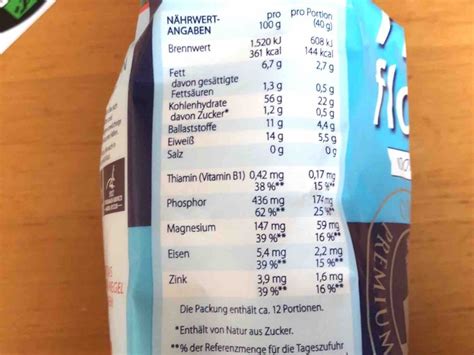 NÄHRWERT- pro pro Portion
ANGABEN 100 g (40 g)
Brennwert 1.520 kJ 608 kJ
361 kcal 144 kcal
Fett 6,7 g 2,7 g
davon gesättigte
Fettsäuren 1,3 g 0,5 g
Kohlenhydrate 56 g 22 g
davon Zucker* 1,2 g 0,5 g
Ballaststoffe 11 g 4,4 g
Eiweiß 14 g 5,5 g
Salz 0 g 0 g
Thiamin (Vitamin B1) 0,42 mg 0,17 mg
38 %** 15 %**
Phosphor 436 mg 174 mg
62 %** 25 %**
Magnesium 147 mg 59 mg
39 %** 16 %**
Eisen 5,4 mg 2,2 mg
39 %** 15 %**
Zink 3,9 mg 1,6 mg
39 %** 16 %**
Die Packung enthält ca. 12 Portionen.
*Enthält von Natur aus Zucker.
**% der Referenzmenge für die Tageszufuhr
PREMIUM